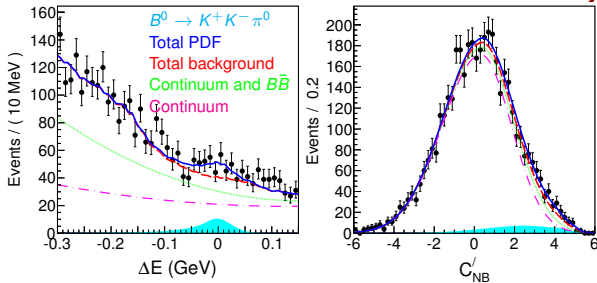 B⁰ → K⁺K⁻π⁰
Total PDF
Total background
Continuum and BB̄
Continuum
Events / ( 10 MeV )
160
140
120
100
80
60
40
20
0
-0.3 -0.2 -0.1 0 0.1
ΔE (GeV)
Events / 0.2
200
180
160
140
120
100
80
60
40
20
0
-6 -4 -2 0 2 4 6
C′NB